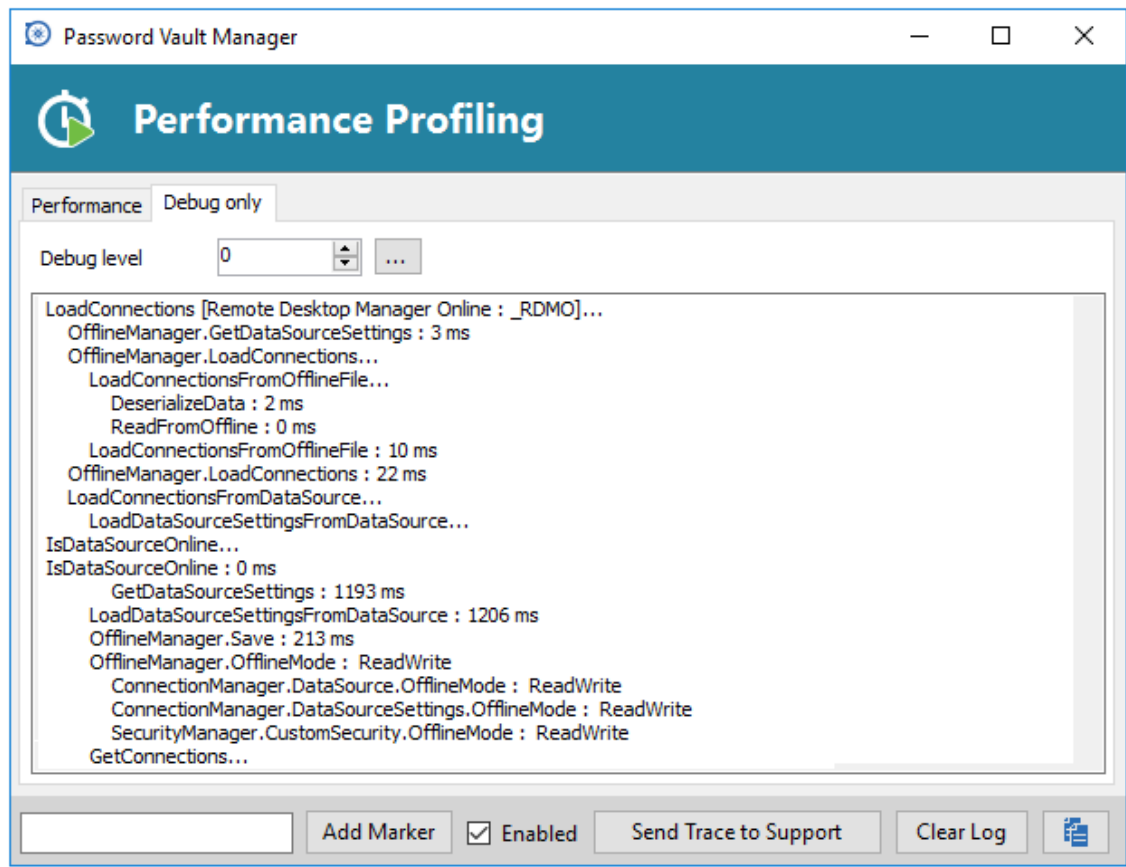 Password Vault Manager
Performance Profiling
Performance Debug only
Debug level 0 ...
LoadConnections [Remote Desktop Manager Online : _RDMO]...
OfflineManager.GetDataSourceSettings : 3 ms
OfflineManager.LoadConnections...
LoadConnectionsFromOfflineFile...
DeserializeData : 2 ms
ReadFromOffline : 0 ms
LoadConnectionsFromOfflineFile : 10 ms
OfflineManager.LoadConnections : 22 ms
LoadConnectionsFromDataSource...
LoadDataSourceSettingsFromDataSource...
IsDataSourceOnline...
IsDataSourceOnline : 0 ms
GetDataSourceSettings : 1193 ms
LoadDataSourceSettingsFromDataSource : 1206 ms
OfflineManager.Save : 213 ms
OfflineManager.OfflineMode : ReadWrite
ConnectionManager.DataSource.OfflineMode : ReadWrite
ConnectionManager.DataSourceSettings.OfflineMode : ReadWrite
SecurityManager.CustomSecurity.OfflineMode : ReadWrite
GetConnections...
Add Marker Enabled Send Trace to Support Clear Log